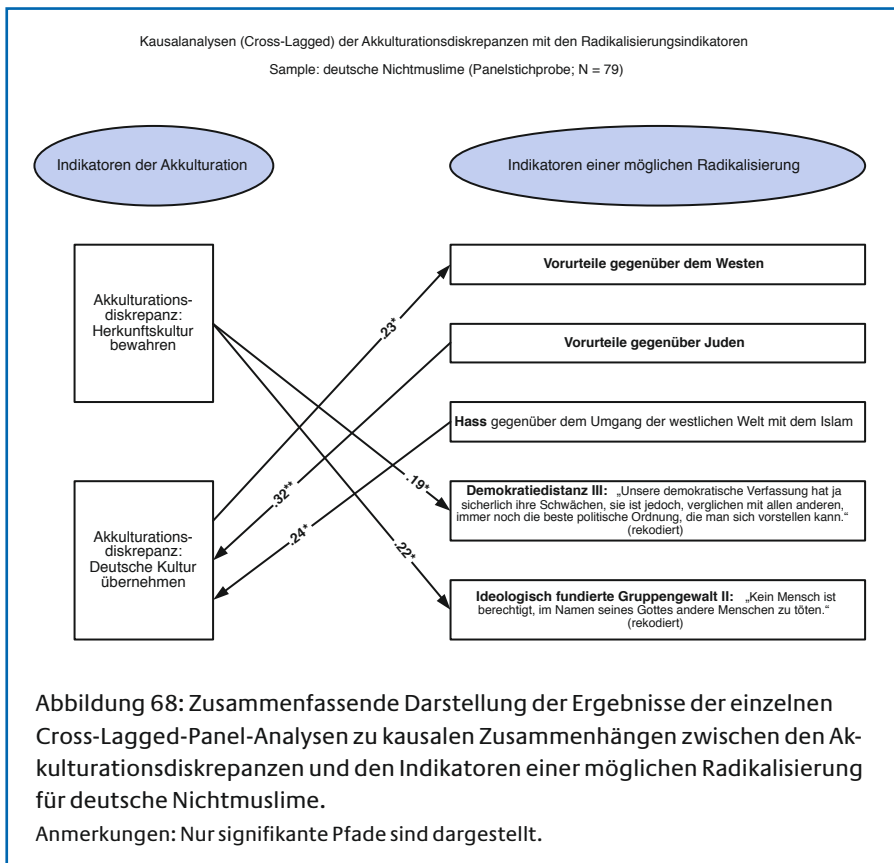 Kausalanalysen (Cross-Lagged) der Akkulturationsdiskrepanzen mit den Radikalisierungsindikatoren
Sample: deutsche Nichtmuslime (Panelstichprobe; N = 79)
Indikatoren der Akkulturation
Indikatoren einer möglichen Radikalisierung
Akkulturations-
diskrepanz:
Herkunftskultur
bewahren
Akkulturations-
diskrepanz:
Deutsche Kultur
übernehmen
.23*
.32**
.19*
.24*
.22*
Vorurteile gegenüber dem Westen
Vorurteile gegenüber Juden
Hass gegenüber dem Umgang der westlichen Welt mit dem Islam
Demokratiedistanz III: „Unsere demokratische Verfassung hat ja
sicherlich ihre Schwächen, sie ist jedoch, verglichen mit allen anderen,
immer noch die beste politische Ordnung, die man sich vorstellen kann.“
(rekodiert)
Ideologisch fundierte Gruppengewalt II: „Kein Mensch ist
berechtigt, im Namen seines Gottes andere Menschen zu töten.“
(rekodiert)
Abbildung 68: Zusammenfassende Darstellung der Ergebnisse der einzelnen
Cross-Lagged-Panel-Analysen zu kausalen Zusammenhängen zwischen den Ak-
kulturationsdiskrepanzen und den Indikatoren einer möglichen Radikalisierung
für deutsche Nichtmuslime.
Anmerkungen: Nur signifikante Pfade sind dargestellt.